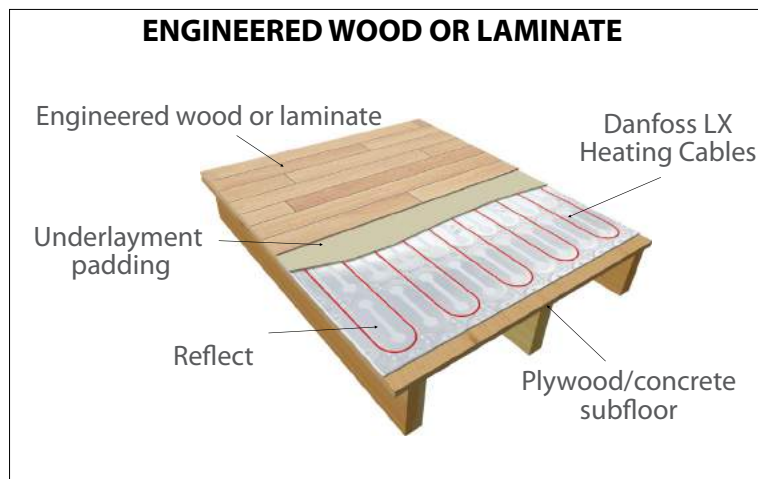 ENGINEERED WOOD OR LAMINATE
Engineered wood or laminate
Danfoss LX
Heating Cables
Underlayment
padding
Reflect
Plywood/concrete
subfloor